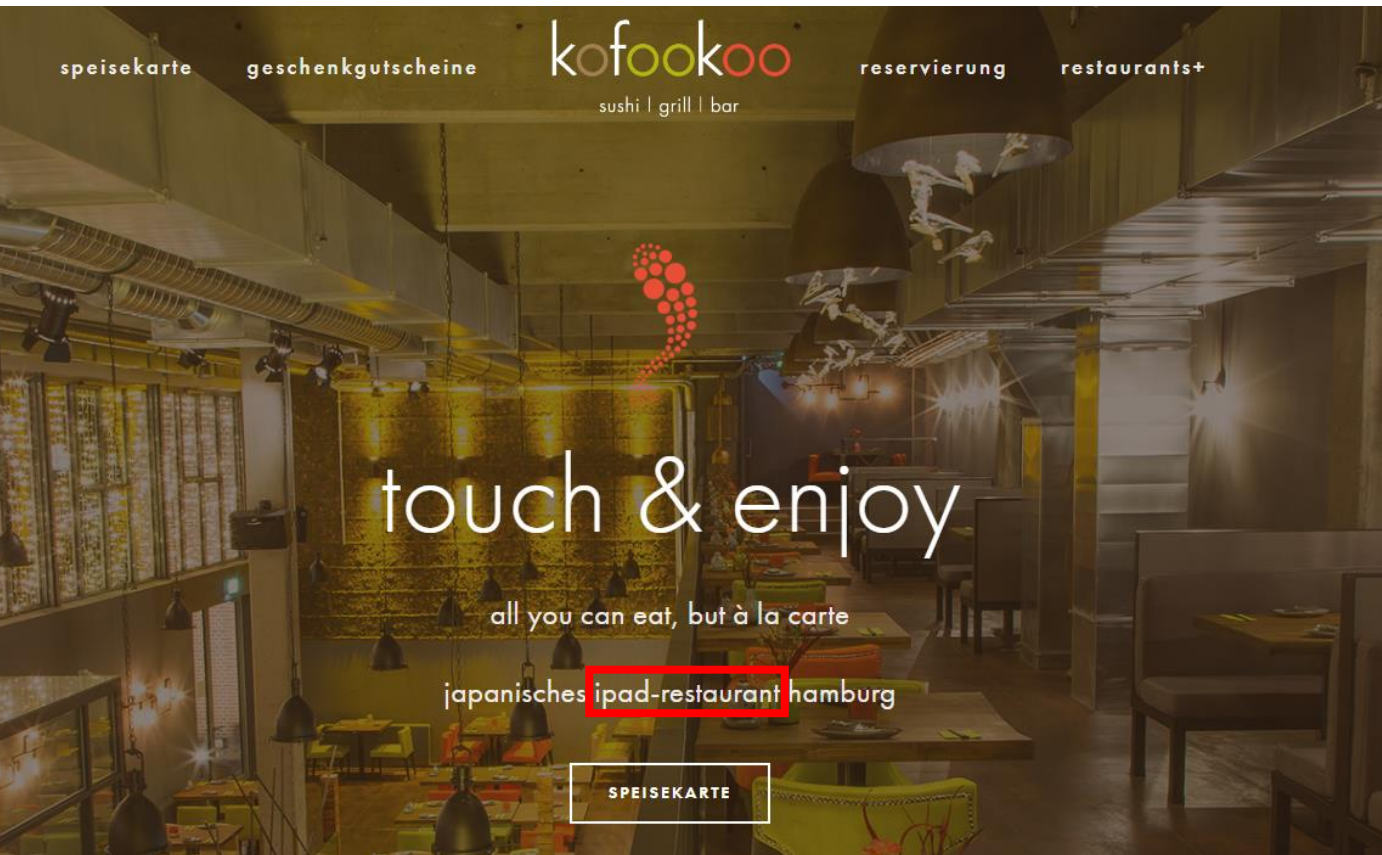 speisekarte geschenkgutscheine kofookoo reservierung restaurants+
sushi | grill | bar
touch & enjoy
all you can eat, but à la carte
japanisches ipad-restaurant hamburg
SPEISEKARTE